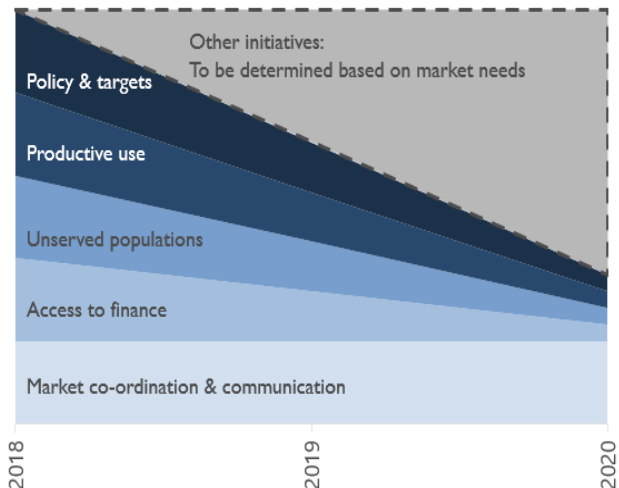 Other initiatives:
To be determined based on market needs
Policy & targets
Productive use
Unserved populations
Access to finance
Market co-ordination & communication
2018
2019
2020